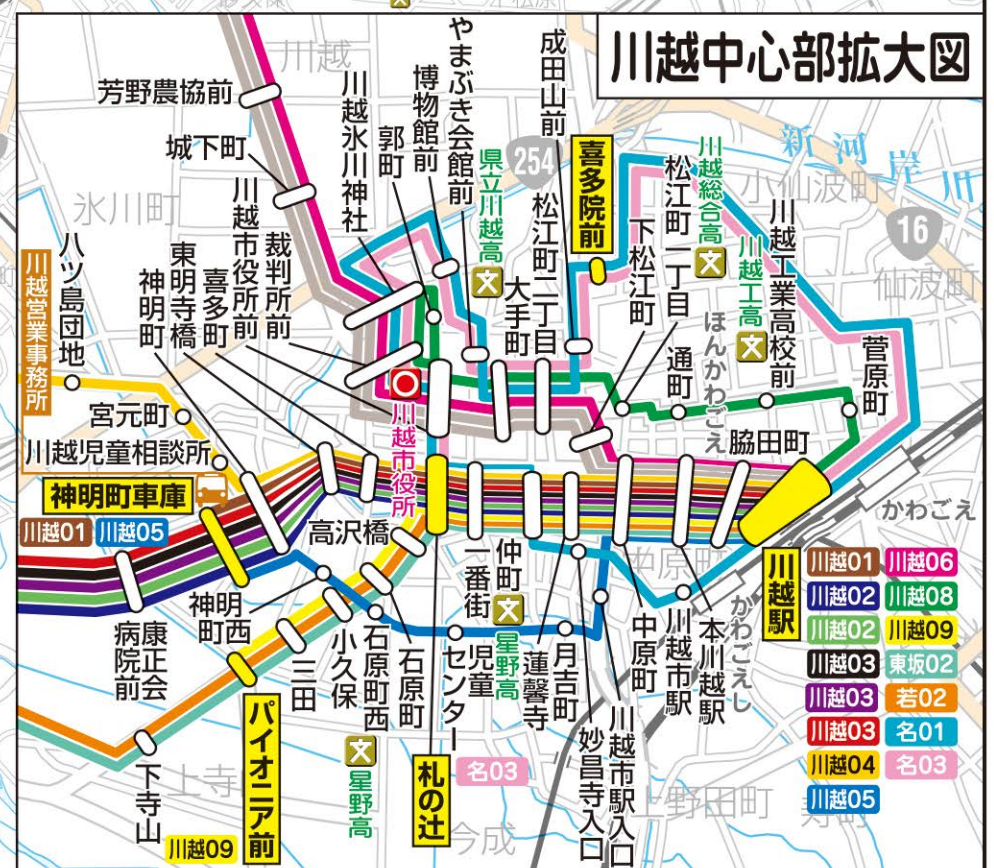 川越中心部拡大図
川越
芳野農協前
城下町
氷川町
川越氷川神社
郭町
博物館前
やまぶき会館前
県立川越高
文
254
成田山前
喜多院前
松江町二丁目
大手町
松江町一丁目
下松江町
川越総合高
文
川越工高
文
新河岸川
小仙波町
16
仙波町
川越工業高校前
菅原町
通町
ほんかわごえ
脇田町
かわごえ
八ツ島団地
川越営業事務所
宮元町
川越児童相談所
神明町車庫
川越01
川越05
神明町
東明寺橋
喜多町
川越市役所前
裁判所前
川越市役所
高沢橋
康正会病院前
神明町西
三田
小久保
石原町西
石原町
児童センター
一番街
仲町
文
星野高
蓮馨寺
月吉町
妙昌寺入口
川越市駅入口
中原町
中原町
川越市駅
本川越駅
かわごえし
川越駅
川越01
川越06
川越02
川越08
川越02
川越09
川越03
東坂02
川越03
若02
川越03
名01
川越04
名03
川越05
下寺山
上寺
川越09
パイオニア前
文
星野高
札の辻
名03
今成
上野田町
寿町